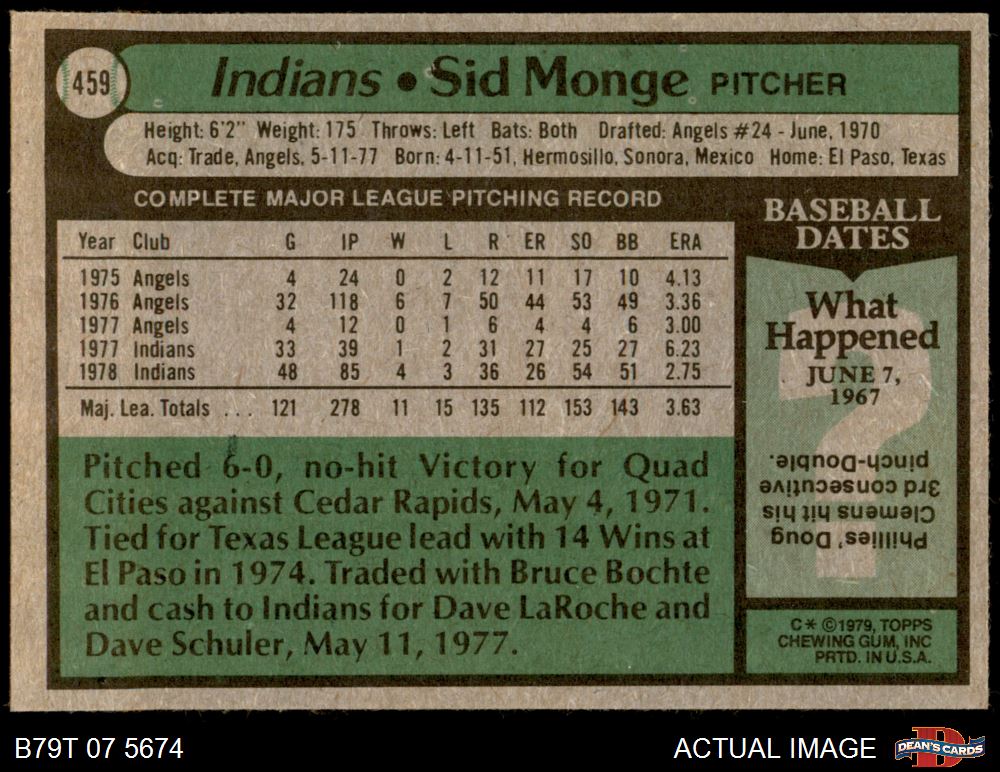 459
Indians • Sid Monge PITCHER
Height: 6'2" Weight: 175 Throws: Left Bats: Both Drafted: Angels #24 - June, 1970
Acq: Trade, Angels, 5-11-77 Born: 4-11-51, Hermosillo, Sonora, Mexico Home: El Paso, Texas
COMPLETE MAJOR LEAGUE PITCHING RECORD
Year Club G IP W L R ER SO BB ERA
1975 Angels 4 24 0 2 12 11 17 10 4.13
1976 Angels 32 118 6 7 50 44 53 49 3.36
1977 Angels 4 12 0 1 6 4 4 6 3.00
1977 Indians 33 39 1 2 31 27 25 27 6.23
1978 Indians 48 85 4 3 36 26 54 51 2.75
Maj. Lea. Totals ... 121 278 11 15 135 112 153 143 3.63
Pitched 6-0, no-hit Victory for Quad
Cities against Cedar Rapids, May 4, 1971.
Tied for Texas League lead with 14 Wins at
El Paso in 1974. Traded with Bruce Bochte
and cash to Indians for Dave LaRoche and
Dave Schuler, May 11, 1977.
BASEBALL
DATES
What
Happened
JUNE 7,
1967
?
Phillies' Doug
Clemens hit his
3rd consecutive
pinch-Double.
C* ©1979, TOPPS
CHEWING GUM, INC
PRTD. IN U.S.A.
B79T 07 5674
ACTUAL IMAGE
D
DEAN'S CARDS